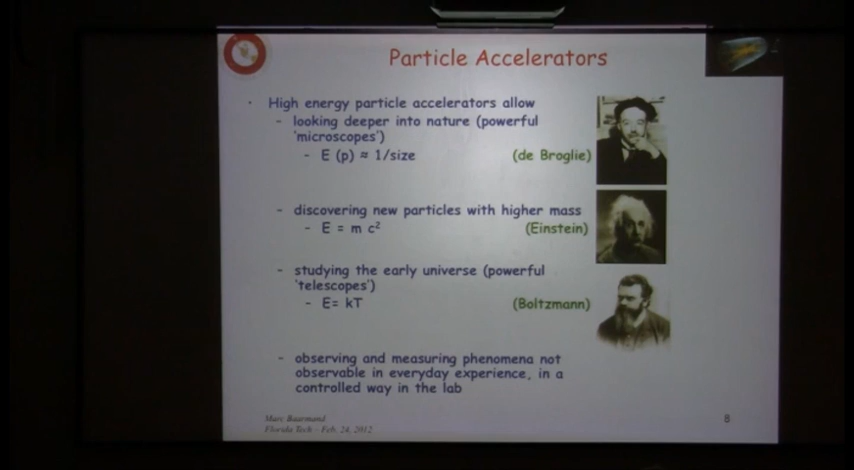 Particle Accelerators
· High energy particle accelerators allow
- looking deeper into nature (powerful
'microscopes')
- E (p) ≈ 1/size (de Broglie)
- discovering new particles with higher mass
- E = m c² (Einstein)
- studying the early universe (powerful
'telescopes')
- E= kT (Boltzmann)
- observing and measuring phenomena not
observable in everyday experience, in a
controlled way in the lab
Marc Baarmand
Florida Tech - Feb. 24, 2012
8